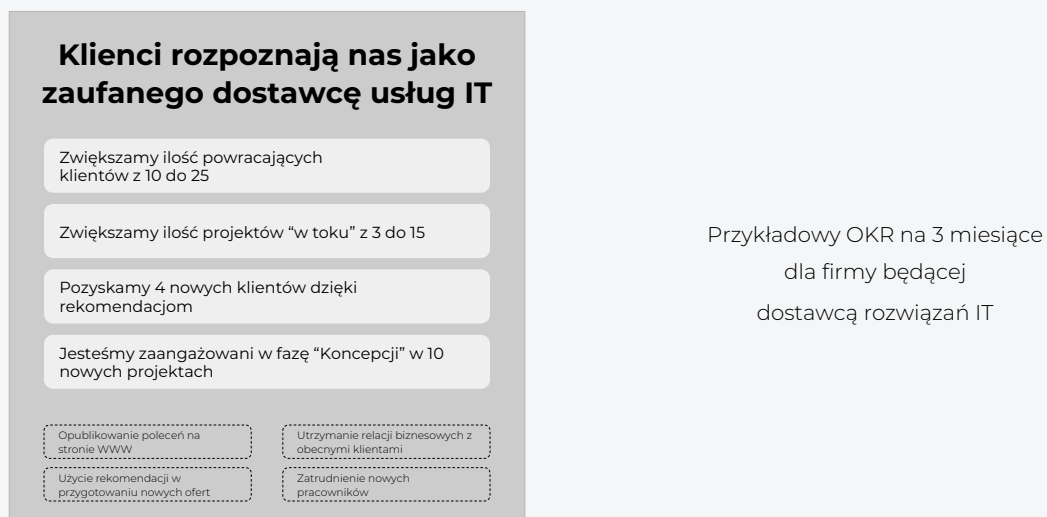 Klienci rozpoznają nas jako
zaufanego dostawcę usług IT
Zwiększamy ilość powracających
klientów z 10 do 25
Zwiększamy ilość projektów “w toku” z 3 do 15
Pozyskamy 4 nowych klientów dzięki
rekomendacjom
Jesteśmy zaangażowani w fazę “Koncepcji” w 10
nowych projektach
Opublikowanie poleceń na
stronie WWW
Utrzymanie relacji biznesowych z
obecnymi klientami
Użycie rekomendacji w
przygotowaniu nowych ofert
Zatrudnienie nowych
pracowników
Przykładowy OKR na 3 miesiące
dla firmy będącej
dostawcą rozwiązań IT